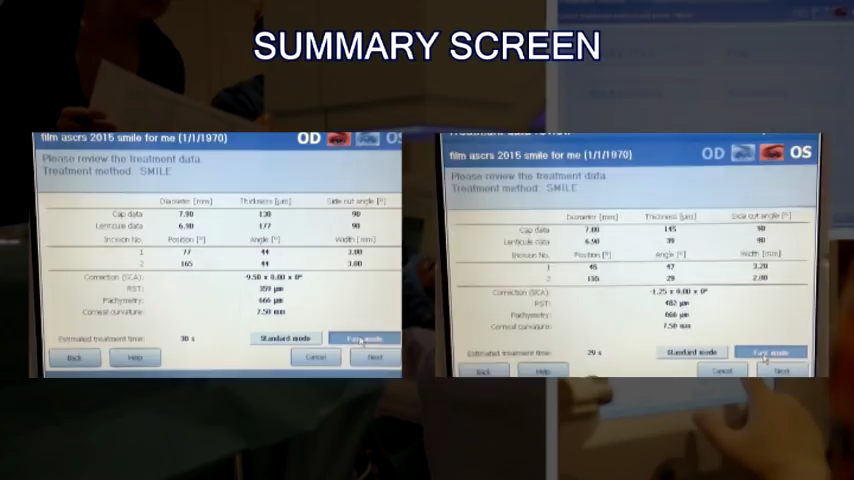 SUMMARY SCREEN
film ascrs 2015 smile for me (1/1/1970) OD OS
Please review the treatment data.
Treatment method: SMILE
Diameter [mm] Thickness [µm] Side cut angle [°]
Cap data 7.90 130 90
Lenticule data 6.90 177 90
Incision No. Position [°] Angle [°] Width [mm]
1 77 44 3.00
2 165 44 3.00
Correction (SCA): -9.50 x 0.00 x 0°
RST: 359 µm
Pachymetry: 666 µm
Corneal curvature: 7.50 mm
Estimated treatment time: 30 s Standard mode Fast mode
Back Help Cancel Next
Treatment data review
film ascrs 2015 smile for me (1/1/1970) OD OS
Please review the treatment data.
Treatment method: SMILE
Diameter [mm] Thickness [µm] Side cut angle [°]
Cap data 145 90
Lenticule data 6.90 39 90
Incision No. Position [°] Angle [°] Width [mm]
1 45 47 3.20
2 29 2.00
Correction (SCA): -1.25 x 0.00 x 0°
RST: 482 µm
Pachymetry: 666 µm
Corneal curvature: 7.50 mm
Estimated treatment time: 29 s Standard mode Fast mode
Back Help Cancel Next